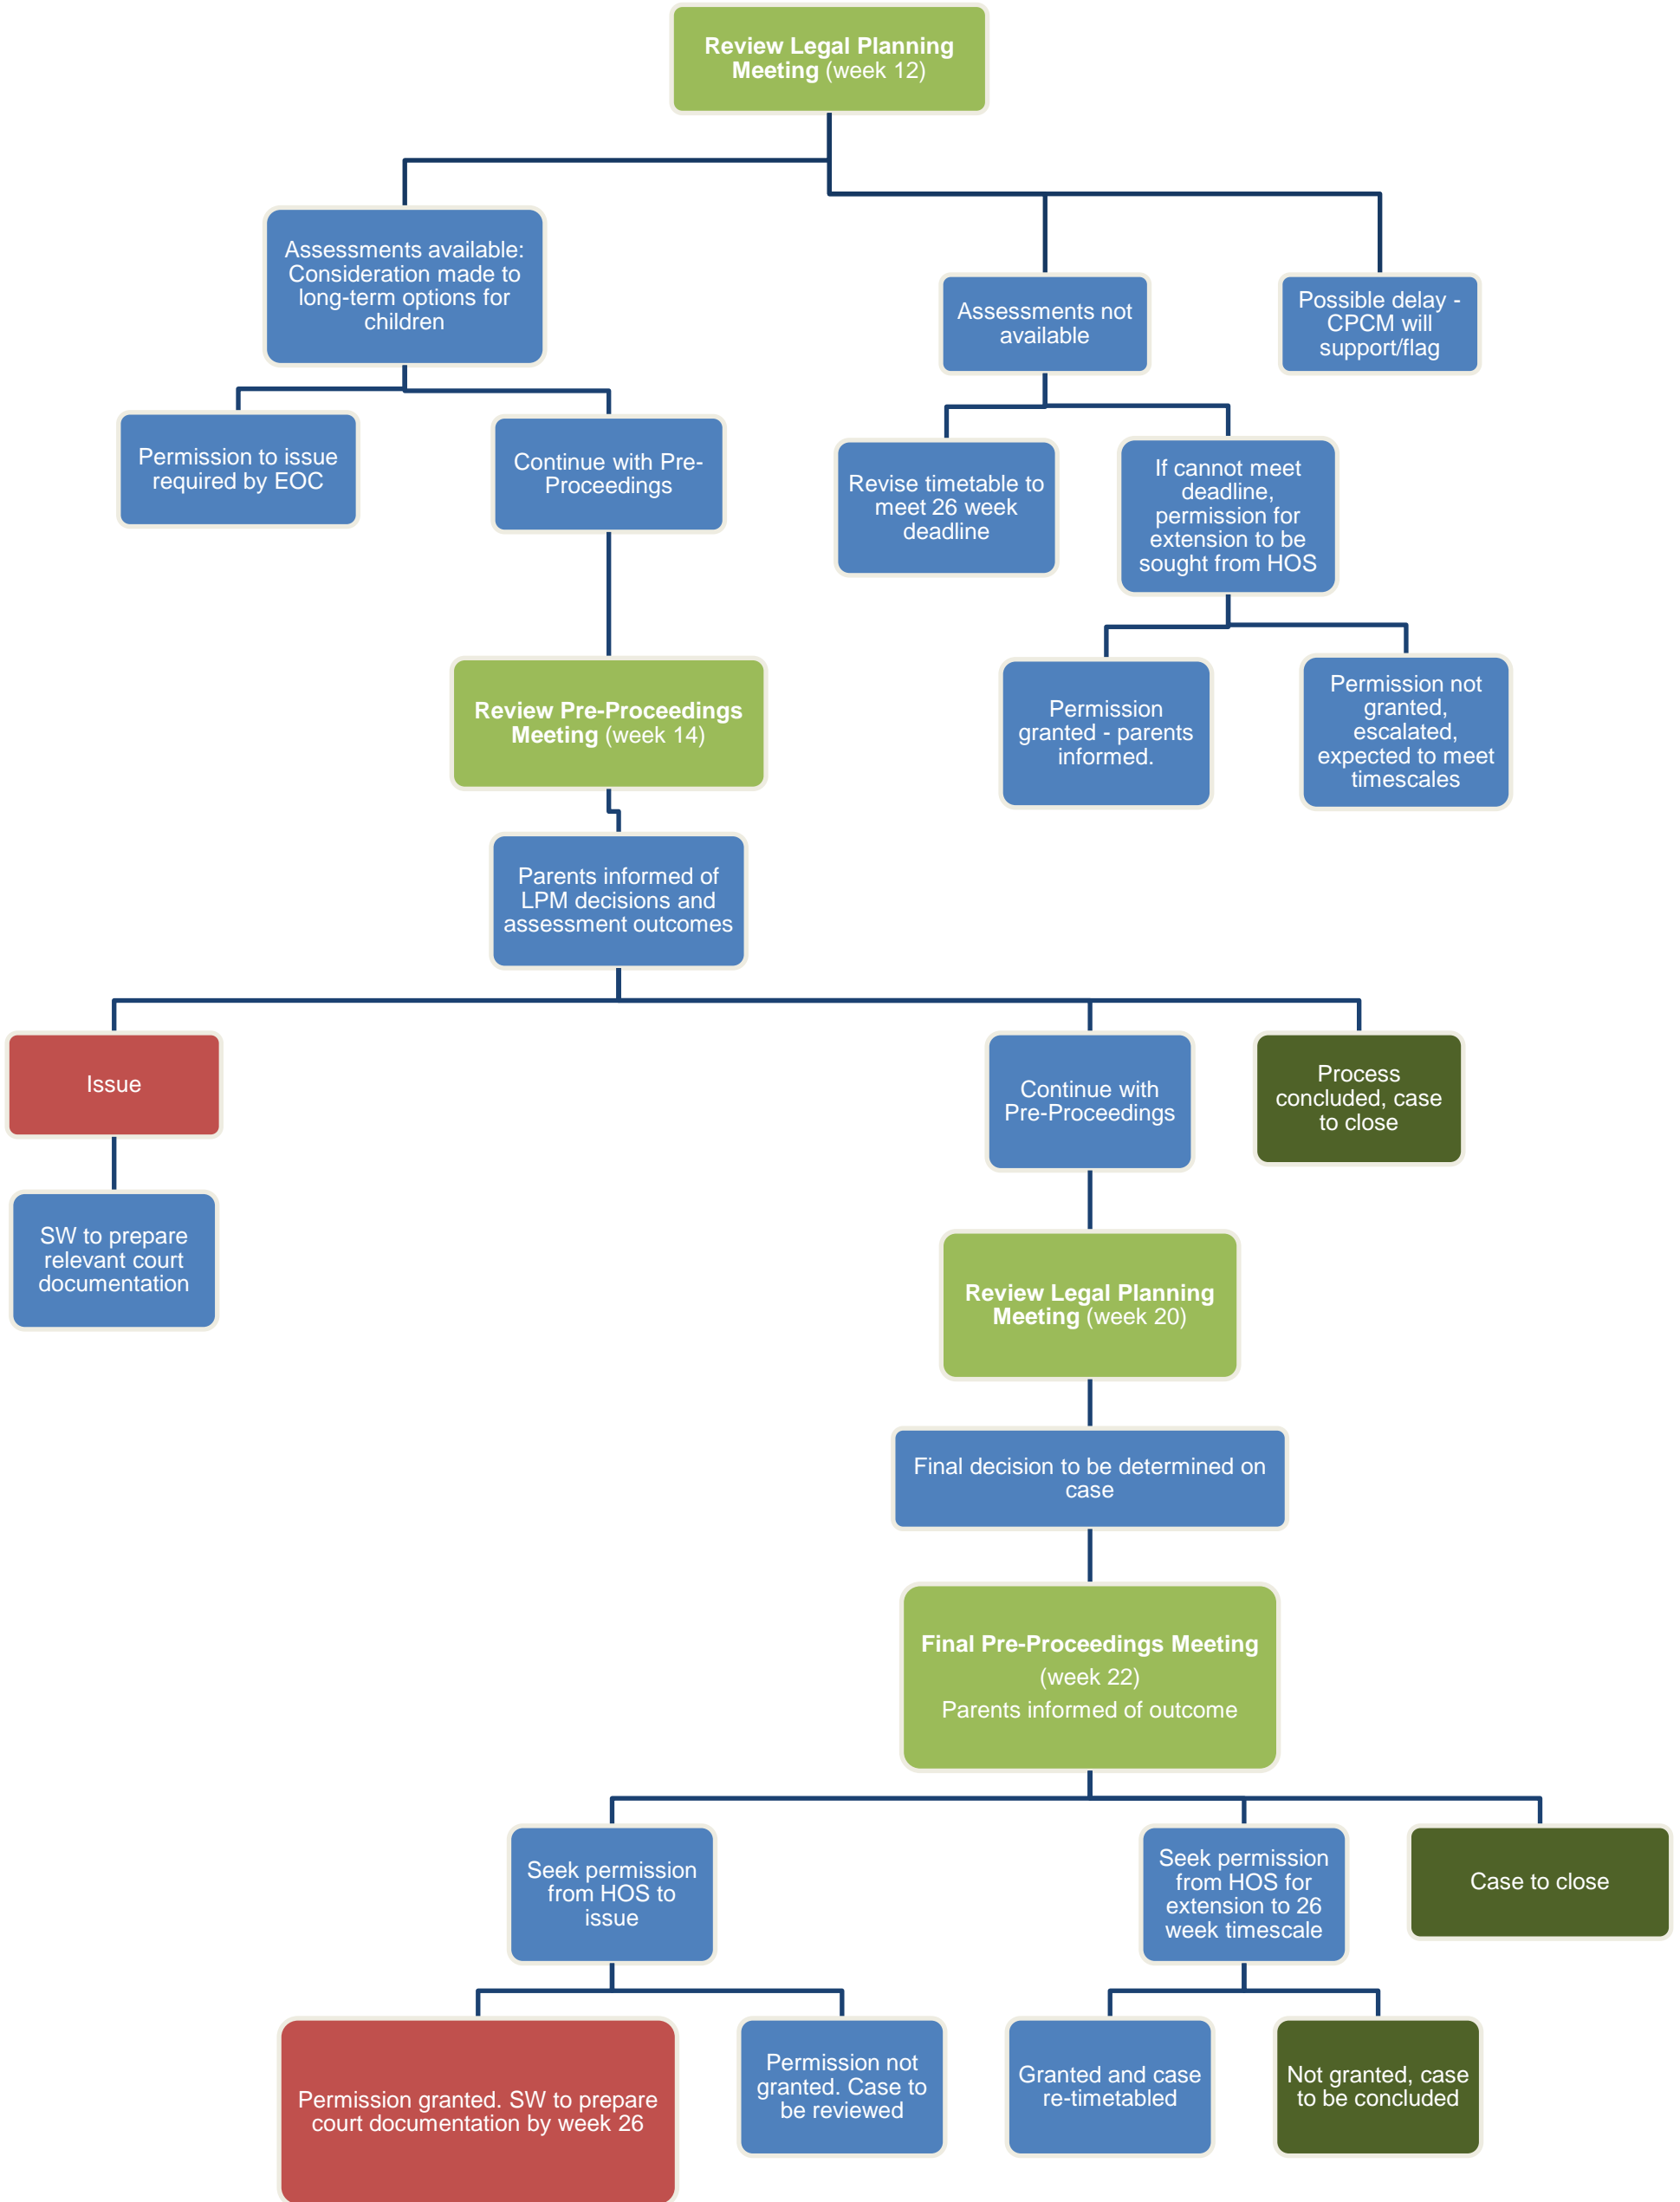 Review Legal Planning
Meeting (week 12)
Assessments available:
Consideration made to
long-term options for
children
Assessments not
available
Possible delay -
CPCM will
support/flag
Permission to issue
required by EOC
Continue with Pre-
Proceedings
Revise timetable to
meet 26 week
deadline
If cannot meet
deadline,
permission for
extension to be
sought from HOS
Review Pre-Proceedings
Meeting (week 14)
Permission
granted - parents
informed.
Permission not
granted,
escalated,
expected to meet
timescales
Parents informed of
LPM decisions and
assessment outcomes
Issue
Continue with
Pre-Proceedings
Process
concluded, case
to close
SW to prepare
relevant court
documentation
Review Legal Planning
Meeting (week 20)
Final decision to be determined on
case
Final Pre-Proceedings Meeting
(week 22)
Parents informed of outcome
Seek permission
from HOS to
issue
Seek permission
from HOS for
extension to 26
week timescale
Case to close
Permission granted. SW to prepare
court documentation by week 26
Permission not
granted. Case to
be reviewed
Granted and case
re-timetabled
Not granted, case
to be concluded